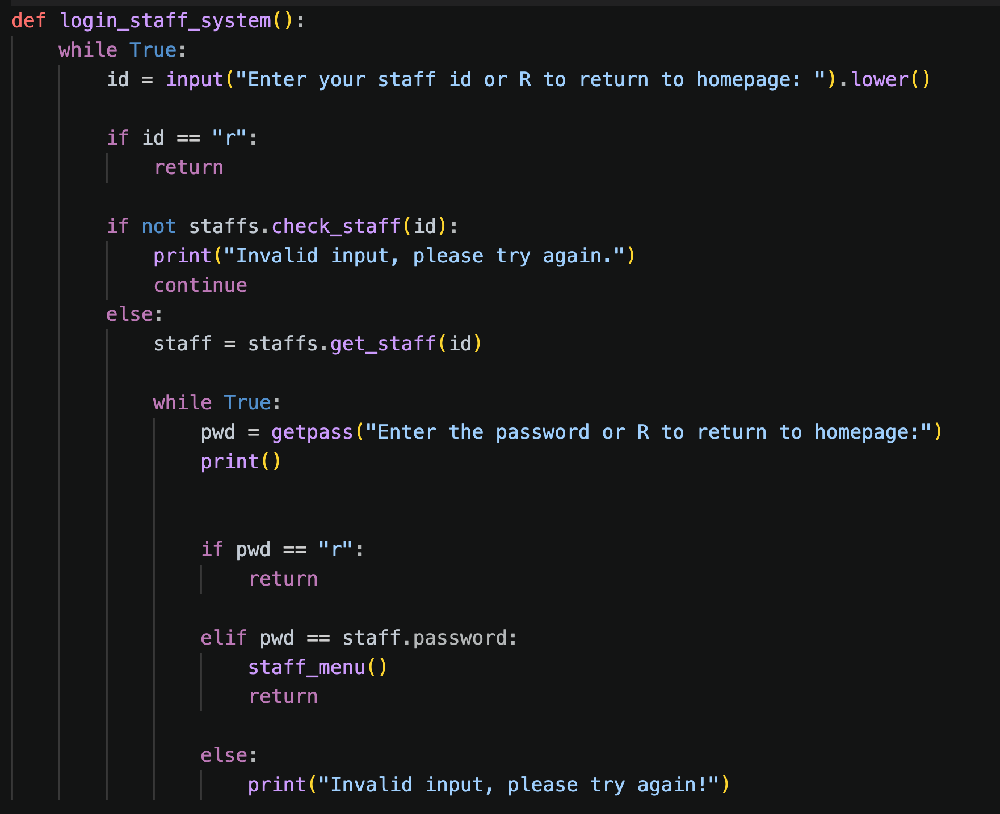 def login_staff_system():
    while True:
        id = input("Enter your staff id or R to return to homepage: ").lower()

        if id == "r":
            return

        if not staffs.check_staff(id):
            print("Invalid input, please try again.")
            continue
        else:
            staff = staffs.get_staff(id)

            while True:
                pwd = getpass("Enter the password or R to return to homepage:")
                print()


                if pwd == "r":
                    return

                elif pwd == staff.password:
                    staff_menu()
                    return

                else:
                    print("Invalid input, please try again!")